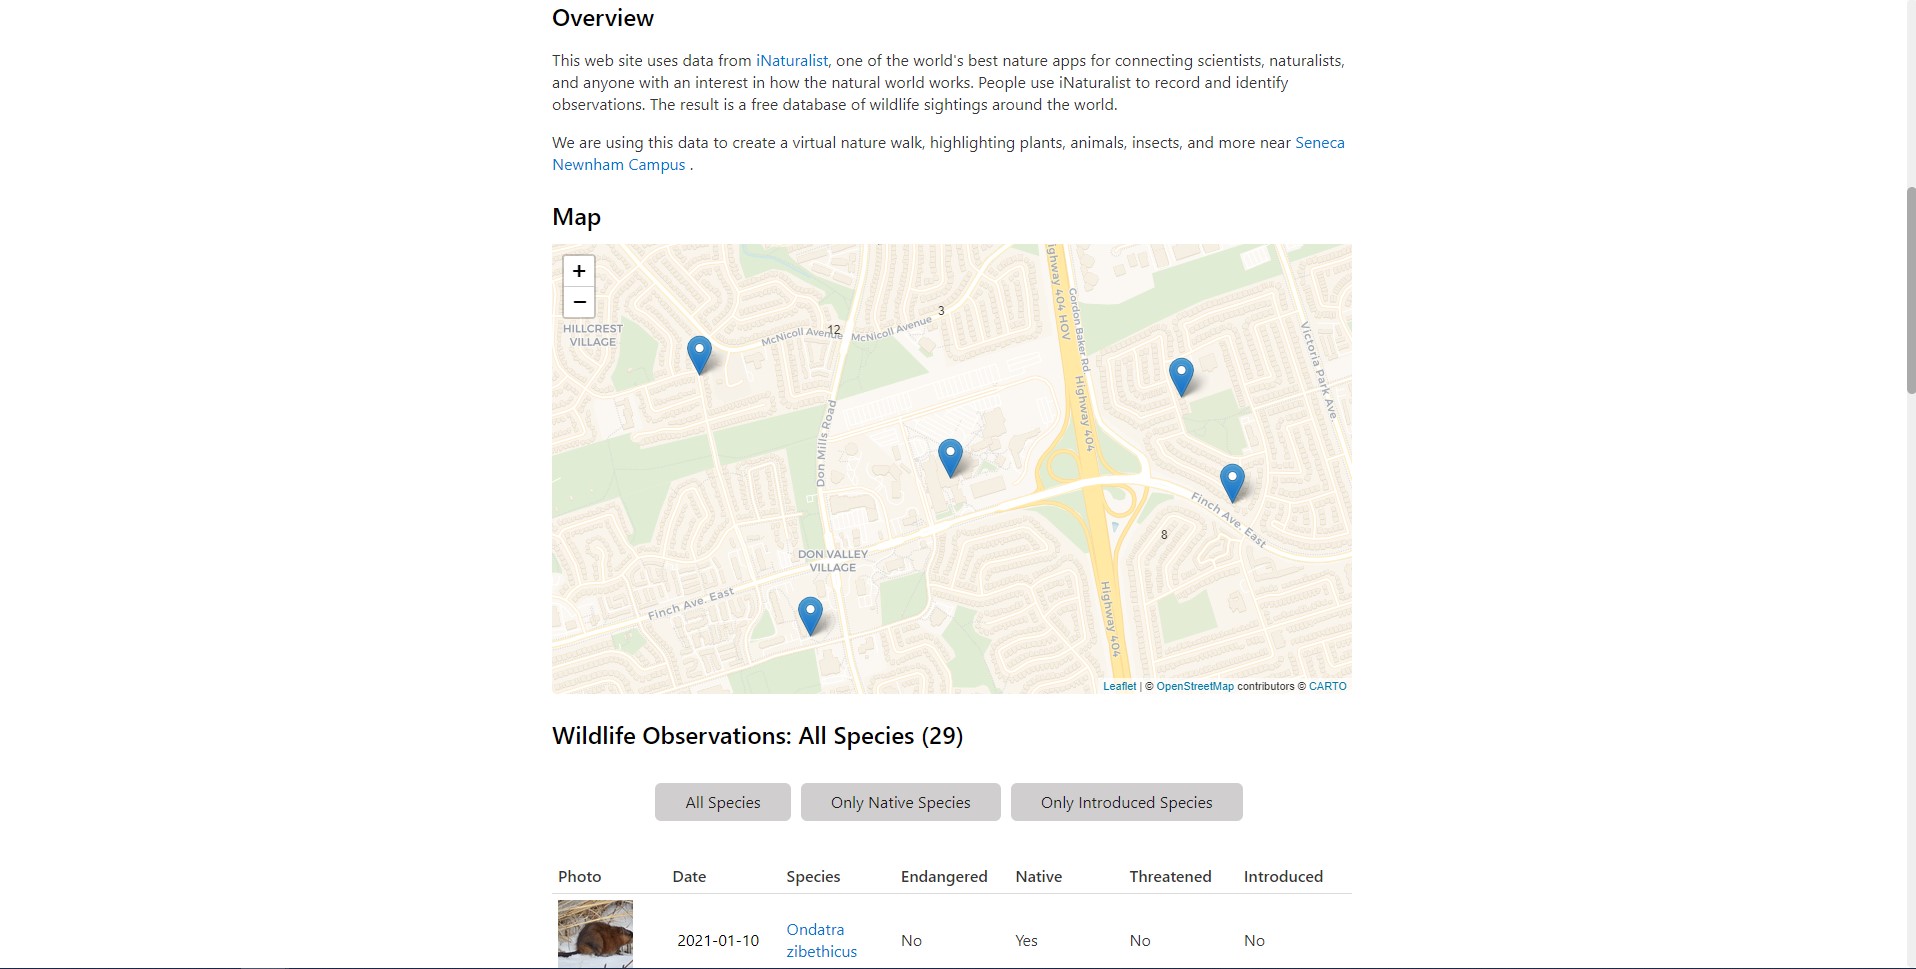 Overview
This web site uses data from iNaturalist, one of the world's best nature apps for connecting scientists, naturalists,
and anyone with an interest in how the natural world works. People use iNaturalist to record and identify
observations. The result is a free database of wildlife sightings around the world.
We are using this data to create a virtual nature walk, highlighting plants, animals, insects, and more near Seneca
Newnham Campus .
Map
+
−
HILLCREST
VILLAGE
McNicoll Avenue
12
McNicoll Avenue
3
Highway 404 HOV
Gordon Baker Rd.
Victoria Park Ave.
Highway 404
Don Mills Road
Finch Ave. East
8
DON VALLEY
VILLAGE
Finch Ave. East
Highway 404
Leaflet | © OpenStreetMap contributors © CARTO
Wildlife Observations: All Species (29)
All Species
Only Native Species
Only Introduced Species
Photo Date Species Endangered Native Threatened Introduced
2021-01-10 Ondatra zibethicus No Yes No No